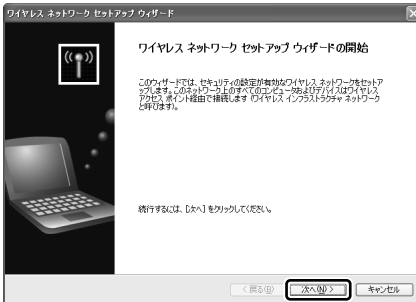 ワイヤレス ネットワーク セットアップ ウィザード
ワイヤレス ネットワーク セットアップ ウィザードの開始
このウィザードでは、セキュリティの設定が有効なワイヤレス ネットワークをセットア
ップします。このネットワーク上のすべてのコンピュータおよびデバイスはワイヤレス
アクセス ポイント経由で接続します (ワイヤレス インフラストラクチャ ネットワーク
と呼びます)。
続行するには、[次へ] をクリックしてください。
< 戻る(B)
次へ(N) >
キャンセル